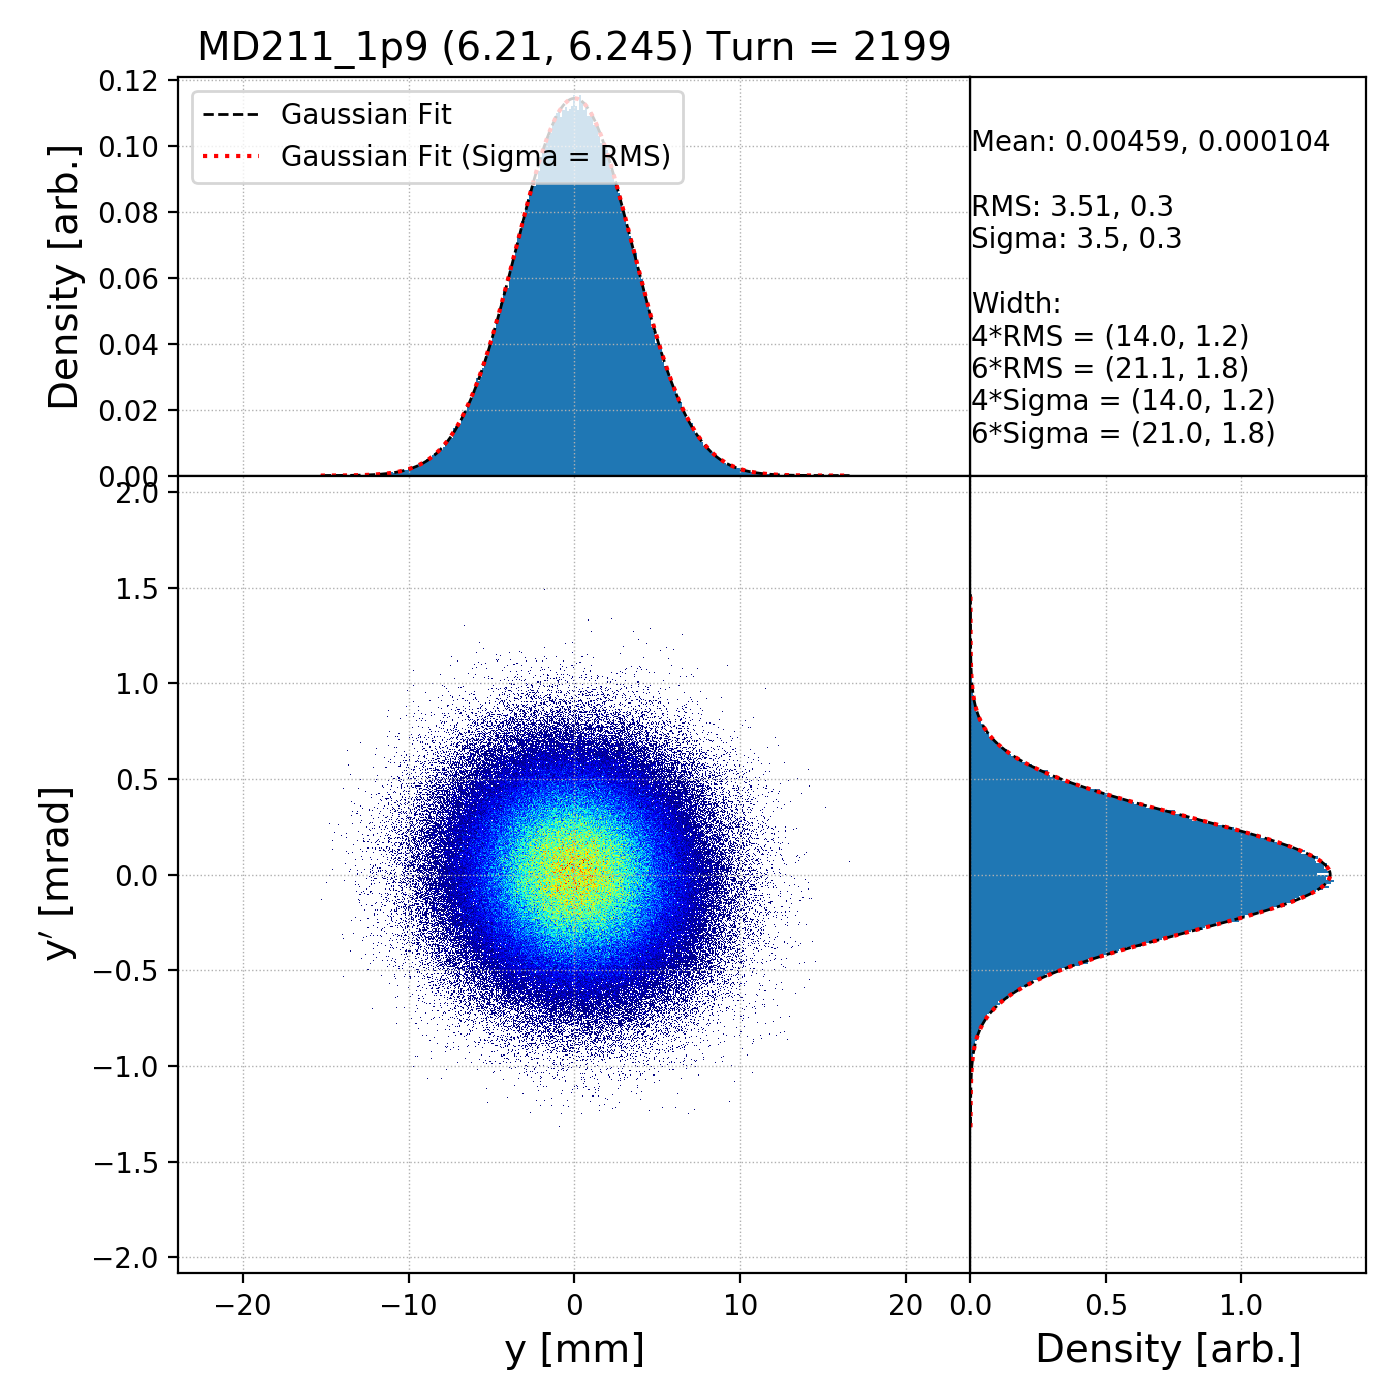 MD211_1p9 (6.21, 6.245) Turn = 2199
0.12
0.10
0.08
0.06
0.04
0.02
0.00
Density [arb.]
Gaussian Fit
Gaussian Fit (Sigma = RMS)
Mean: 0.00459, 0.000104
RMS: 3.51, 0.3
Sigma: 3.5, 0.3
Width:
4*RMS = (14.0, 1.2)
6*RMS = (21.1, 1.8)
4*Sigma = (14.0, 1.2)
6*Sigma = (21.0, 1.8)
2.0
1.5
1.0
0.5
0.0
−0.5
−1.0
−1.5
−2.0
y′ [mrad]
−20 −10 0 10 20
y [mm]
0.0 0.5 1.0
Density [arb.]